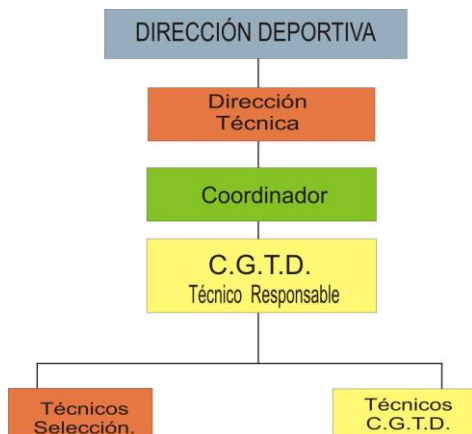 DIRECCIÓN DEPORTIVA
Dirección
Técnica
Coordinador
C.G.T.D.
Técnico Responsable
Técnicos
Selección.
Técnicos
C.G.T.D.